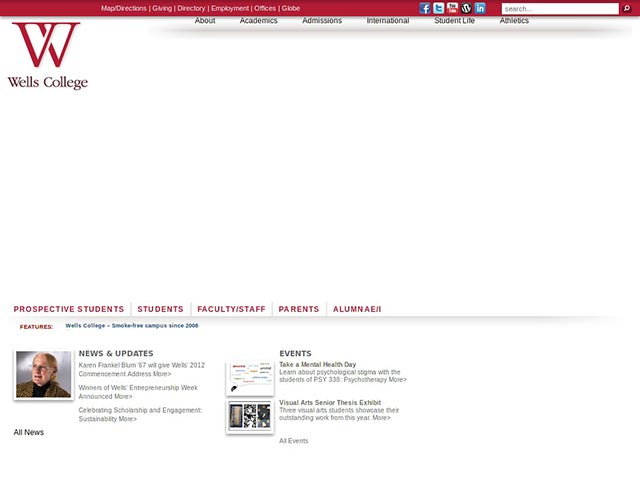 Map/Directions | Giving | Directory | Employment | Offices | Globe
search...
About Academics Admissions International Student Life Athletics
W
Wells College
PROSPECTIVE STUDENTS STUDENTS FACULTY/STAFF PARENTS ALUMNAE/I
FEATURES: Wells College – Smoke-free campus since 2008
NEWS & UPDATES
Karen Frankel Blum '67 will give Wells' 2012
Commencement Address More>
Winners of Wells' Entrepreneurship Week
Announced More>
Celebrating Scholarship and Engagement:
Sustainability More>
All News
EVENTS
Take a Mental Health Day
Learn about psychological stigma with the
students of PSY 338: Psychotherapy More>
Visual Arts Senior Thesis Exhibit
Three visual arts students showcase their
outstanding work from this year. More>
All Events